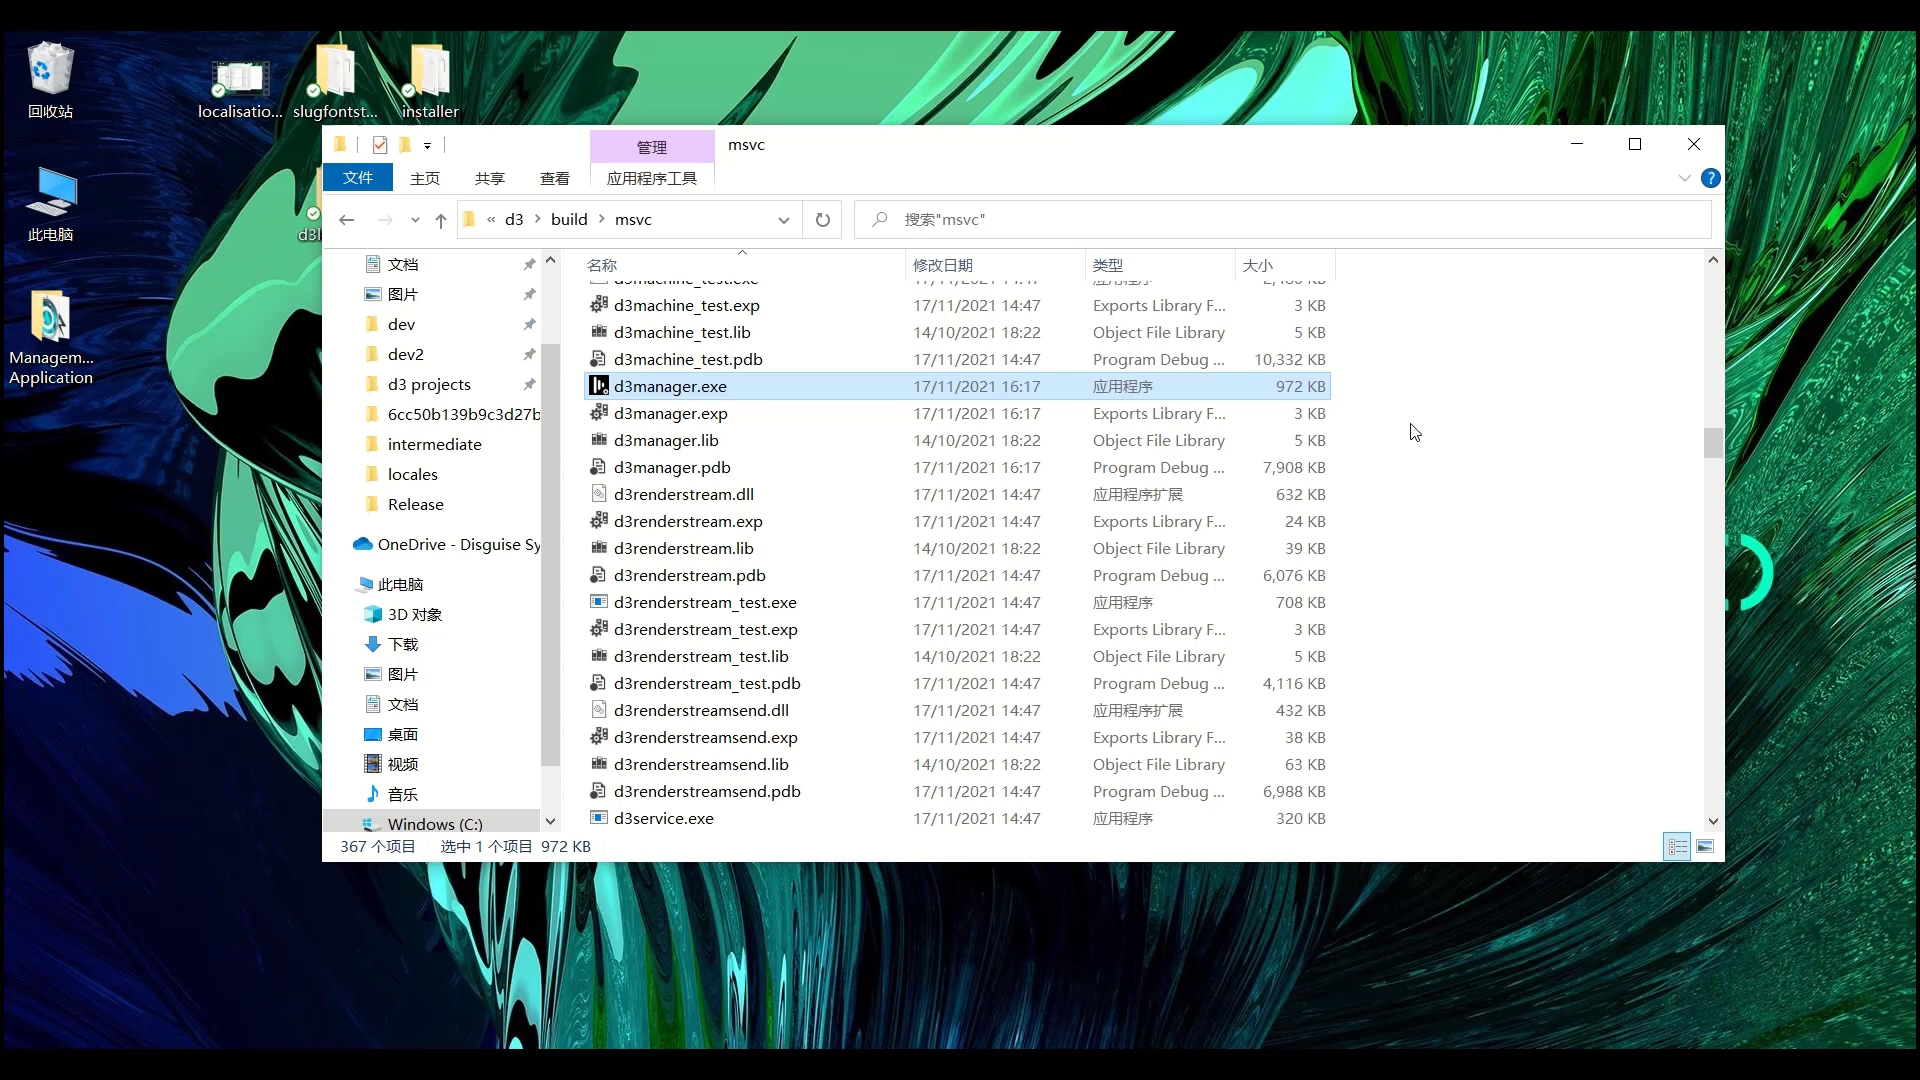 回收站
localisatio...
slugfontst...
installer
此电脑
d3l
Managem...
Application
管理
msvc
文件
主页
共享
查看
应用程序工具
« d3 › build › msvc
搜索"msvc"
文档
图片
dev
dev2
d3 projects
6cc50b139b9c3d27b
intermediate
locales
Release
OneDrive - Disguise Sy
此电脑
3D 对象
下载
图片
文档
桌面
视频
音乐
Windows (C:)
名称 修改日期 类型 大小
d3machine_test.exp 17/11/2021 14:47 Exports Library F... 3 KB
d3machine_test.lib 14/10/2021 18:22 Object File Library 5 KB
d3machine_test.pdb 17/11/2021 14:47 Program Debug ... 10,332 KB
d3manager.exe 17/11/2021 16:17 应用程序 972 KB
d3manager.exp 17/11/2021 16:17 Exports Library F... 3 KB
d3manager.lib 14/10/2021 18:22 Object File Library 5 KB
d3manager.pdb 17/11/2021 16:17 Program Debug ... 7,908 KB
d3renderstream.dll 17/11/2021 14:47 应用程序扩展 632 KB
d3renderstream.exp 17/11/2021 14:47 Exports Library F... 24 KB
d3renderstream.lib 14/10/2021 18:22 Object File Library 39 KB
d3renderstream.pdb 17/11/2021 14:47 Program Debug ... 6,076 KB
d3renderstream_test.exe 17/11/2021 14:47 应用程序 708 KB
d3renderstream_test.exp 17/11/2021 14:47 Exports Library F... 3 KB
d3renderstream_test.lib 14/10/2021 18:22 Object File Library 5 KB
d3renderstream_test.pdb 17/11/2021 14:47 Program Debug ... 4,116 KB
d3renderstreamsend.dll 17/11/2021 14:47 应用程序扩展 432 KB
d3renderstreamsend.exp 17/11/2021 14:47 Exports Library F... 38 KB
d3renderstreamsend.lib 14/10/2021 18:22 Object File Library 63 KB
d3renderstreamsend.pdb 17/11/2021 14:47 Program Debug ... 6,988 KB
d3service.exe 17/11/2021 14:47 应用程序 320 KB
367 个项目 选中 1 个项目 972 KB